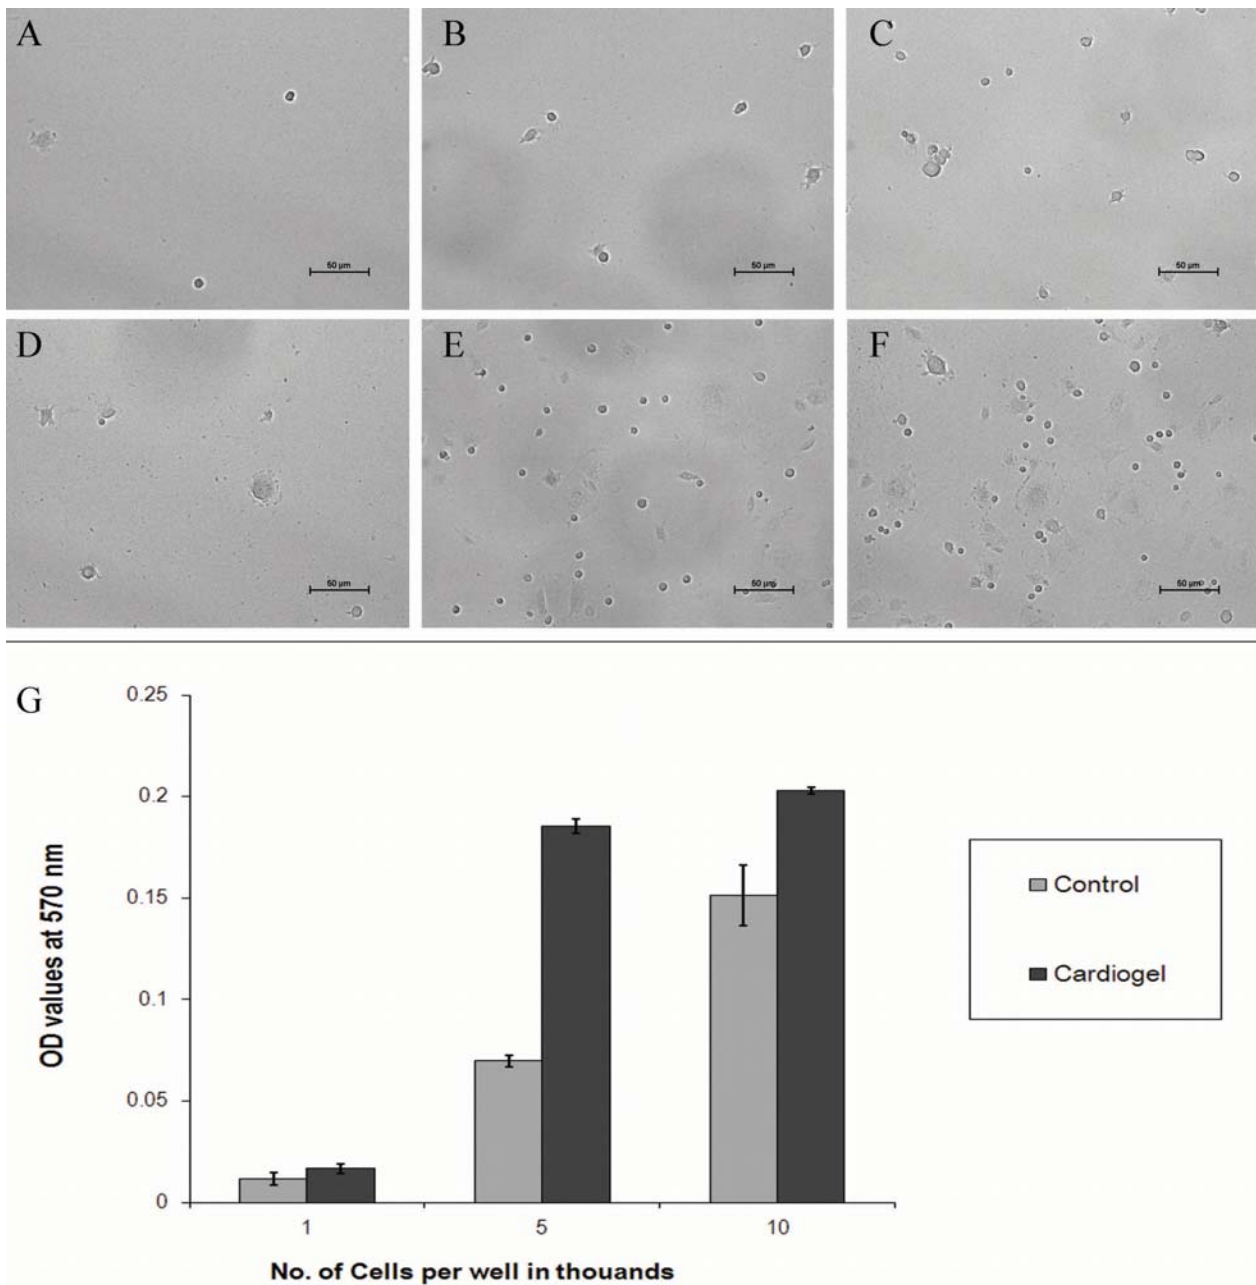 A
B
C
50 µm
50 µm
50 µm
D
E
F
50 µm
50 µm
50 µm
G
0.25
0.2
0.15
0.1
0.05
0
OD values at 570 nm
1
5
10
No. of Cells per well in thouands
Control
Cardiogel